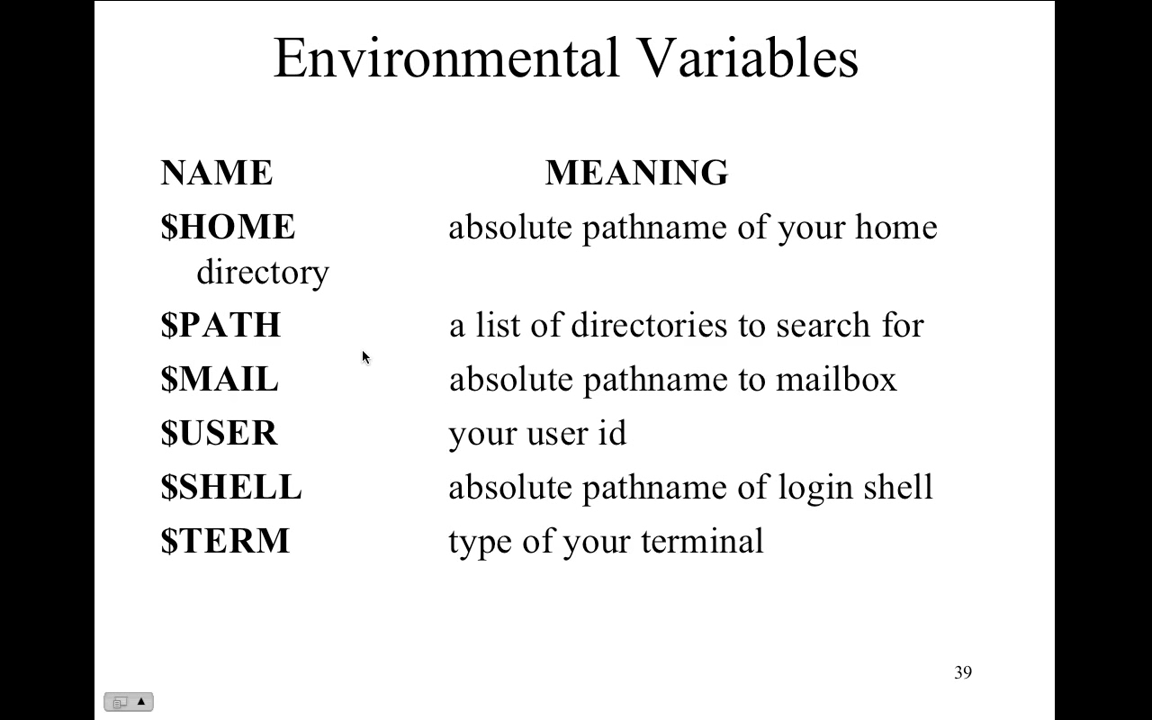 Environmental Variables
NAME MEANING
$HOME absolute pathname of your home
directory
$PATH a list of directories to search for
$MAIL absolute pathname to mailbox
$USER your user id
$SHELL absolute pathname of login shell
$TERM type of your terminal
39